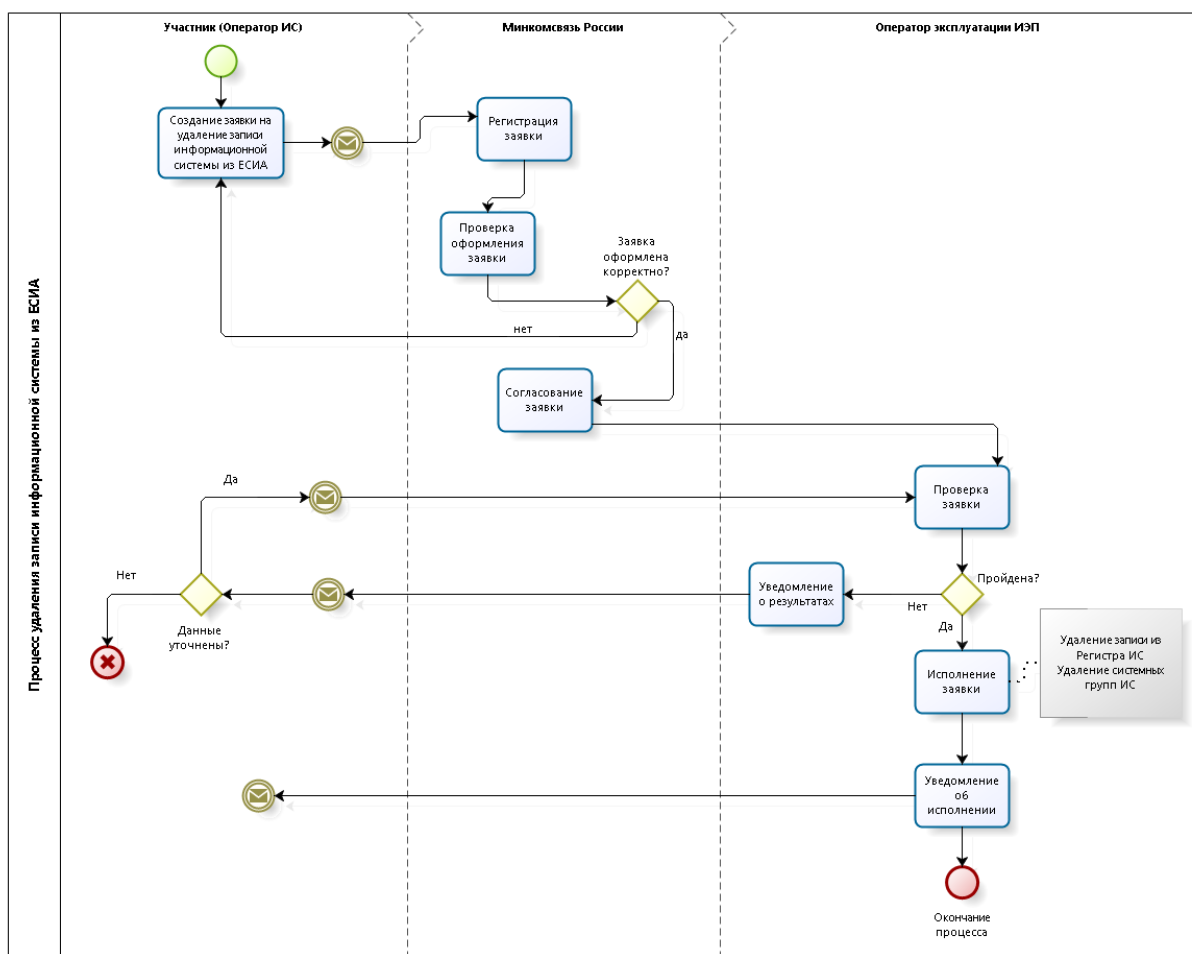 Участник (Оператор ИС)
Минкомсвязь России
Оператор эксплуатации ИЭП
Процесс удаления записи информационной системы из ЕСИА
Создание заявки на
удаление записи
информационной
системы из ЕСИА
Регистрация
заявки
Проверка
оформления
заявки
Заявка
оформлена
корректно?
нет
да
Согласование
заявки
Да
Проверка
заявки
Нет
Данные
уточнены?
Уведомление
о результатах
Нет
Пройдена?
Да
Исполнение
заявки
Удаление записи из
Регистра ИС
Удаление системных
групп ИС
Уведомление
об
исполнении
Окончание
процесса